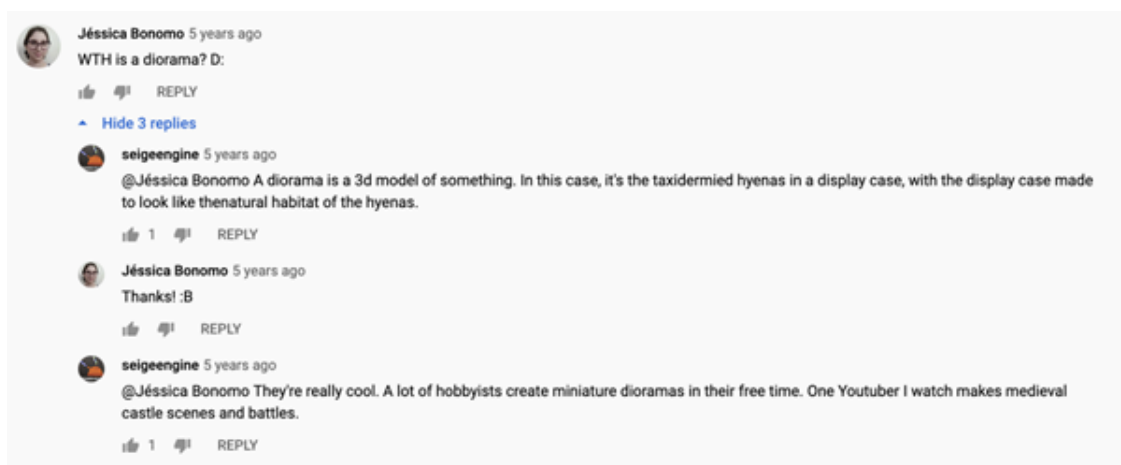 Jéssica Bonomo 5 years ago
WTH is a diorama? D:
REPLY
Hide 3 replies
seigeengine 5 years ago
@Jéssica Bonomo A diorama is a 3d model of something. In this case, it's the taxidermied hyenas in a display case, with the display case made
to look like thenatural habitat of the hyenas.
1 REPLY
Jéssica Bonomo 5 years ago
Thanks! :B
REPLY
seigeengine 5 years ago
@Jéssica Bonomo They're really cool. A lot of hobbyists create miniature dioramas in their free time. One Youtuber I watch makes medieval
castle scenes and battles.
1 REPLY